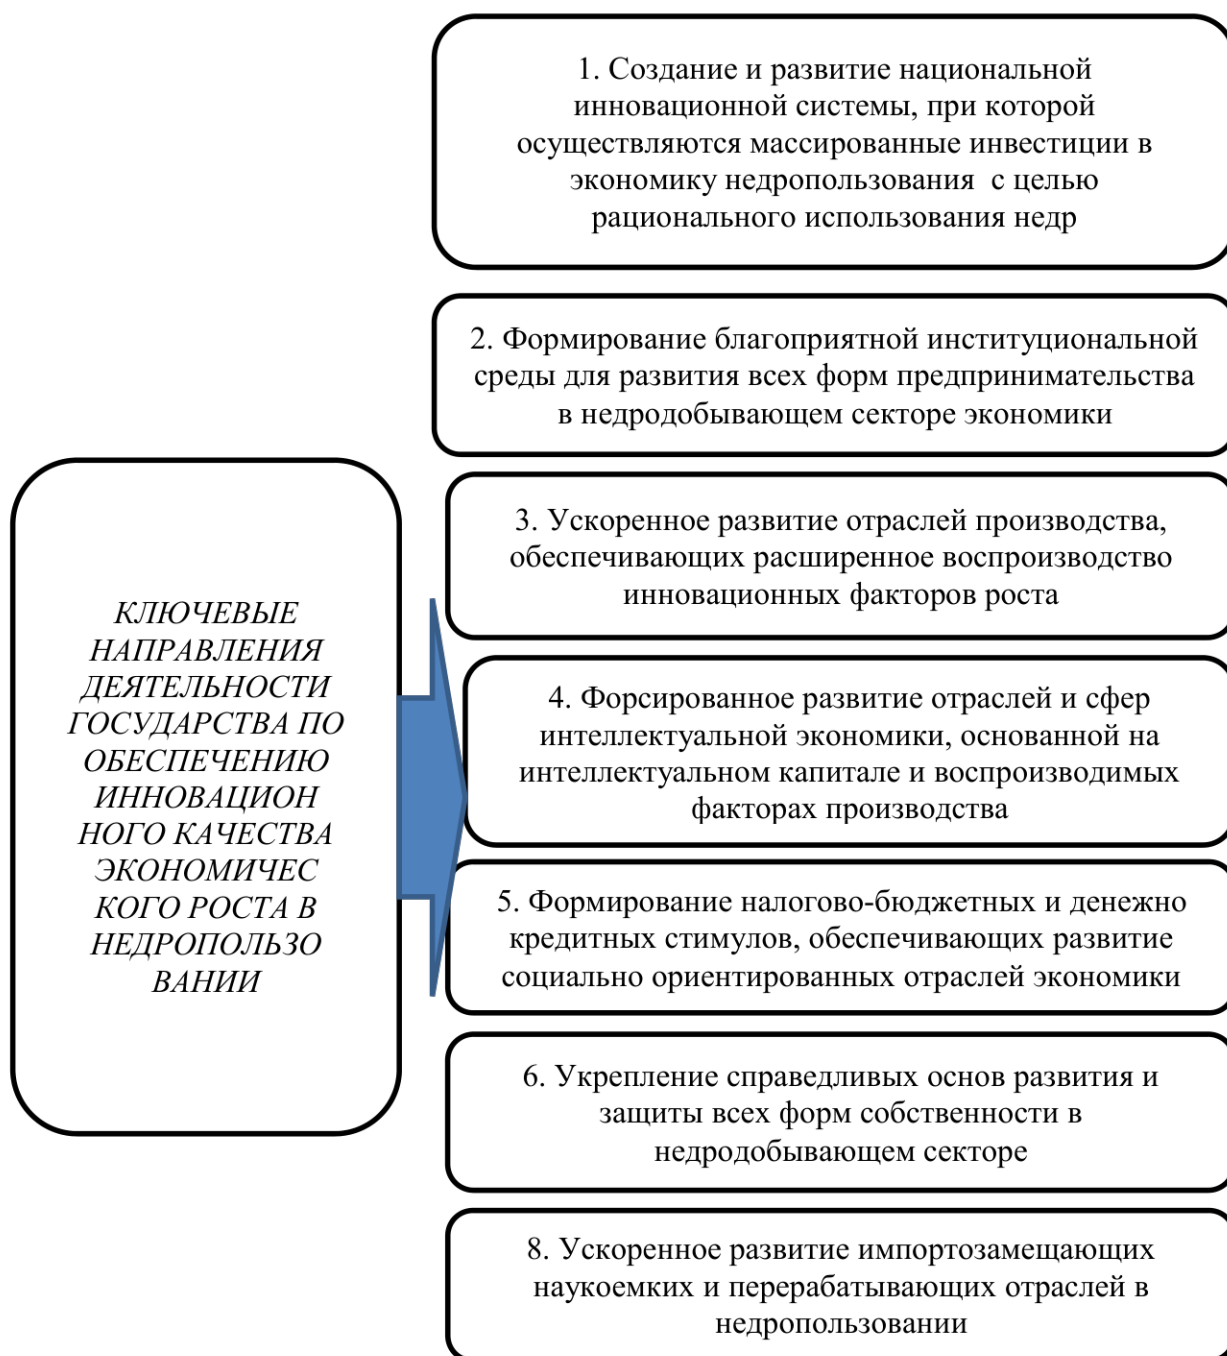 КЛЮЧЕВЫЕ
НАПРАВЛЕНИЯ
ДЕЯТЕЛЬНОСТИ
ГОСУДАРСТВА ПО
ОБЕСПЕЧЕНИЮ
ИННОВАЦИОН
НОГО КАЧЕСТВА
ЭКОНОМИЧЕС
КОГО РОСТА В
НЕДРОПОЛЬЗО
ВАНИИ
1. Создание и развитие национальной
инновационной системы, при которой
осуществляются массированные инвестиции в
экономику недропользования с целью
рационального использования недр
2. Формирование благоприятной институциональной
среды для развития всех форм предпринимательства
в недродобывающем секторе экономики
3. Ускоренное развитие отраслей производства,
обеспечивающих расширенное воспроизводство
инновационных факторов роста
4. Форсированное развитие отраслей и сфер
интеллектуальной экономики, основанной на
интеллектуальном капитале и воспроизводимых
факторах производства
5. Формирование налогово-бюджетных и денежно
кредитных стимулов, обеспечивающих развитие
социально ориентированных отраслей экономики
6. Укрепление справедливых основ развития и
защиты всех форм собственности в
недродобывающем секторе
8. Ускоренное развитие импортозамещающих
наукоемких и перерабатывающих отраслей в
недропользовании